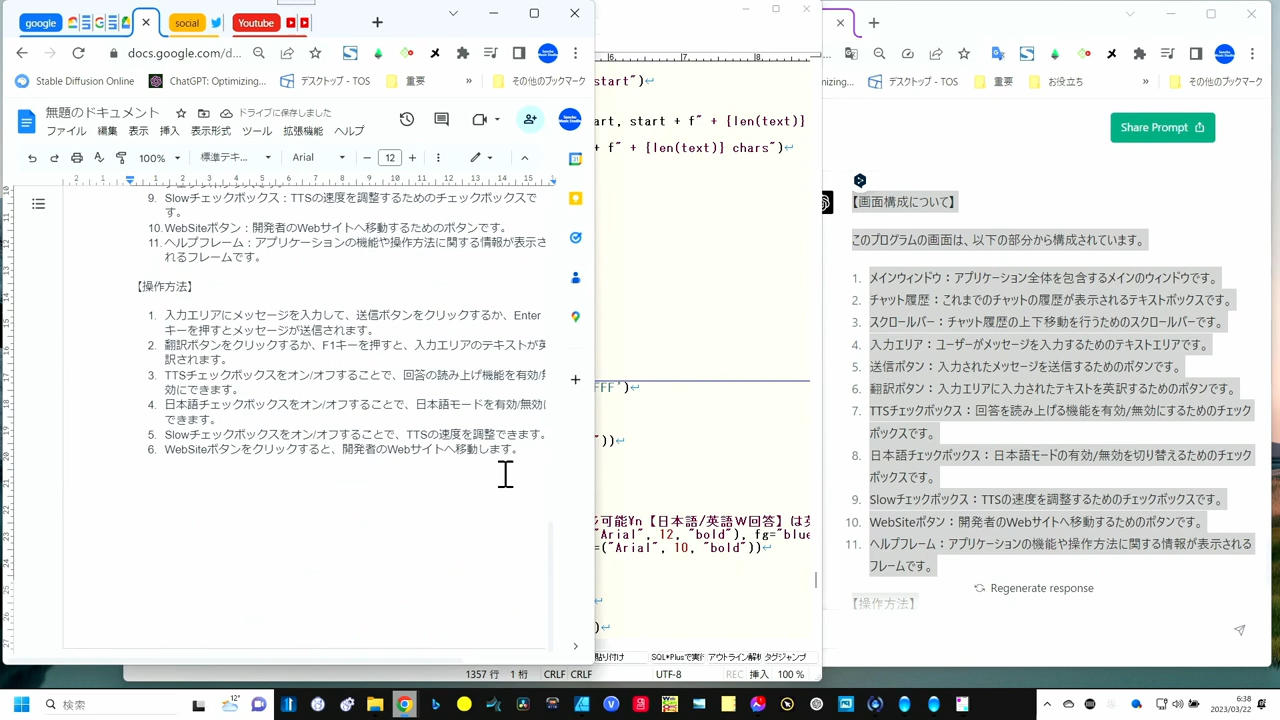 google
social
Youtube
docs.google.com/d...
Stable Diffusion Online
ChatGPT: Optimizing...
デスクトップ - TOS
重要
»
その他のブックマーク
無題のドキュメント
ドライブに保存しました
ファイル 編集 表示 挿入 表示形式 ツール 拡張機能 ヘルプ
100%
標準テキ...
Arial
12
2 1 1 2 3 4 5 6 7 8 9 10 11 12 13 14 15
9. Slowチェックボックス：TTSの速度を調整するためのチェックボックスで
す。
10. WebSiteボタン：開発者のWebサイトへ移動するためのボタンです。
11. ヘルプフレーム：アプリケーションの機能や操作方法に関する情報が表示さ
れるフレームです。
【操作方法】
1. 入力エリアにメッセージを入力して、送信ボタンをクリックするか、Enter
キーを押すとメッセージが送信されます。
2. 翻訳ボタンをクリックするか、F1キーを押すと、入力エリアのテキストが英
訳されます。
3. TTSチェックボックスをオン/オフすることで、回答の読み上げ機能を有効/
効にできます。
4. 日本語チェックボックスをオン/オフすることで、日本語モードを有効/無効
できます。
5. Slowチェックボックスをオン/オフすることで、TTSの速度を調整できます。
6. WebSiteボタンをクリックすると、開発者のWebサイトへ移動します。
6 7 8
start")
art, start + f" + [len(text)]
+ f" + [len(text)] chars")
FFF')
"))
可能¥n【日本語/英語W回答】は
"Arial", 12, "bold"), fg="blue
=("Arial", 10, "bold"))
)
貼り付け SQL*Plusで実行 アウトライン解析 タグジャンプ
1357 行 1 桁 CRLF CRLF UTF-8 REC 挿入 100 %
mizing...
デスクトップ - TOS
重要
お役立ち
»
その他のブックマーク
Share Prompt
【画面構成について】
このプログラムの画面は、以下の部分から構成されています。
1. メインウィンドウ：アプリケーション全体を包含するメインのウィンドウです。
2. チャット履歴：これまでのチャットの履歴が表示されるテキストボックスです。
3. スクロールバー：チャット履歴の上下移動を行うためのスクロールバーです。
4. 入力エリア：ユーザーがメッセージを入力するためのテキストエリアです。
5. 送信ボタン：入力されたメッセージを送信するためのボタンです。
6. 翻訳ボタン：入力エリアに入力されたテキストを英訳するためのボタンです。
7. TTSチェックボックス：回答を読み上げる機能を有効/無効にするためのチェック
ボックスです。
8. 日本語チェックボックス：日本語モードの有効/無効を切り替えるためのチェック
ボックスです。
9. Slowチェックボックス：TTSの速度を調整するためのチェックボックスです。
10. WebSiteボタン：開発者のWebサイトへ移動するためのボタンです。
11. ヘルプフレーム：アプリケーションの機能や操作方法に関する情報が表示される
フレームです。
Regenerate response
【操作方法】
検索
12°
6:38
2023/03/22